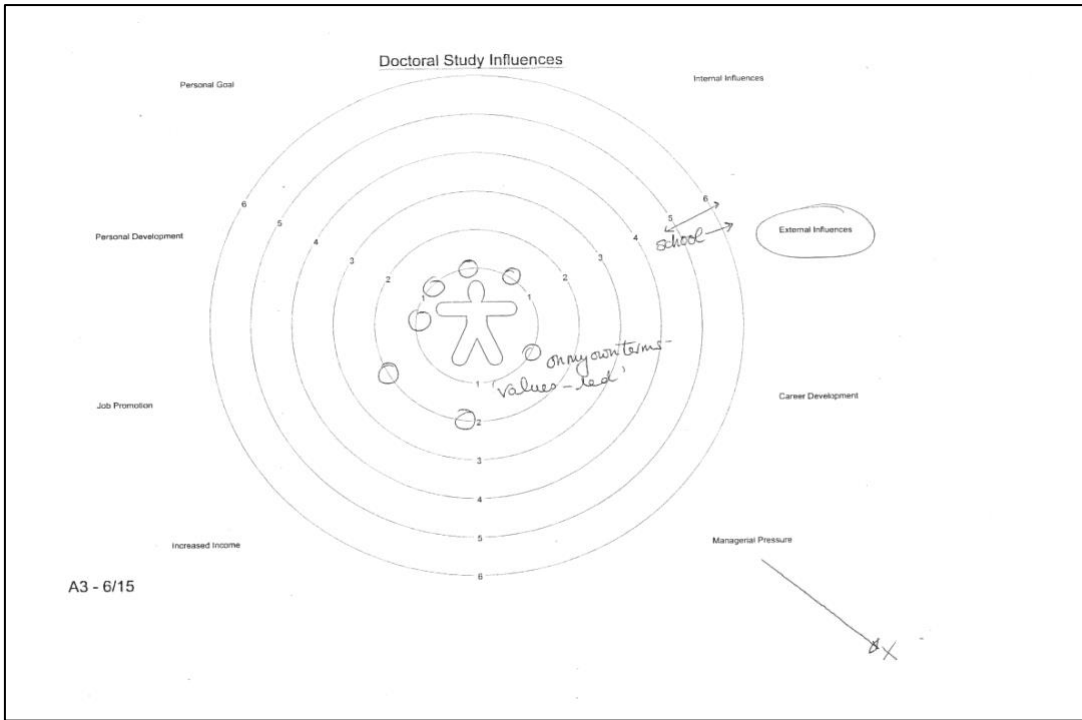 Doctoral Study Influences
Personal Goal
Internal Influences
6
6
5
5
school
External Influences
Personal Development
4
4
3
3
2
2
1
1
on my own terms -
'values-led'
1
2
3
4
5
6
Job Promotion
Career Development
Increased Income
Managerial Pressure
A3 - 6/15
X